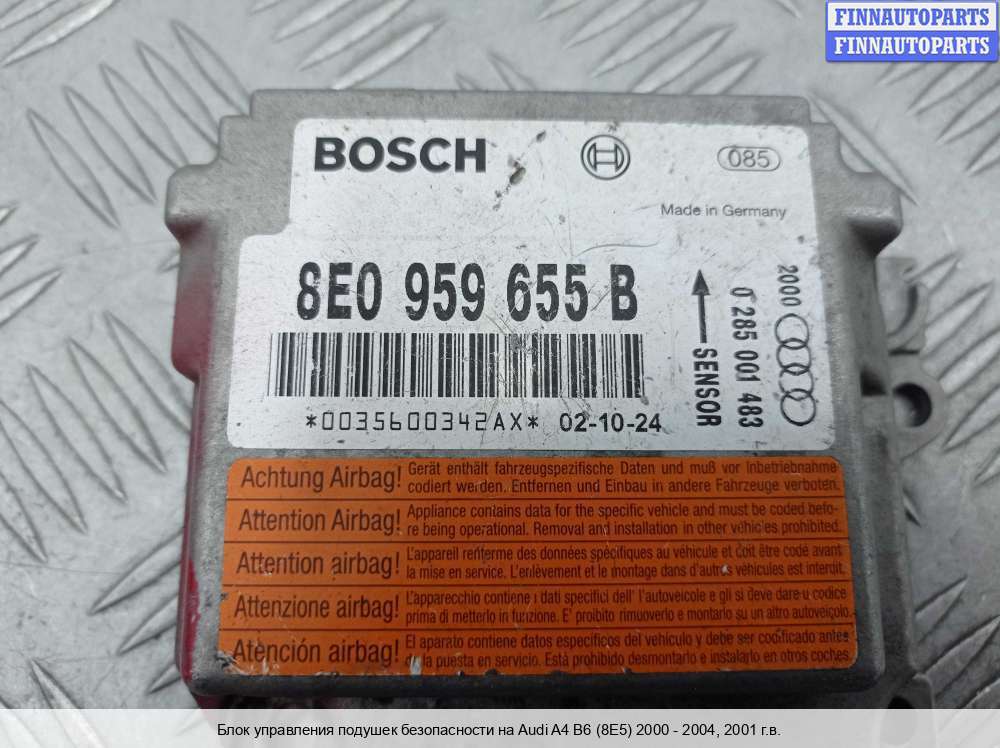 FINNAUTOPARTS
FINNAUTOPARTS
BOSCH
085
Made in Germany
8E0 959 655 B
2000
0 285 001 483
SENSOR
*0035600342AX* 02-10-24
Achtung Airbag! Gerät enthält fahrzeugspezifische Daten und muß vor Inbetriebnahme
codiert werden. Entfernen und Einbau in andere Fahrzeuge verboten.
Attention Airbag! Appliance contains data for the specific vehicle and must be coded befo-
re being operational. Removal and installation in other vehicles prohibited.
Attention airbag! L'appareil renferme des données spécifiques au véhicule et doit être codé avant
la mise en service. L'enlèvement et le montage dans d'autres véhicules est interdit.
Attenzione airbag! L'apparecchio contiene i dati specifici dell' l'autoveicole e gli si deve dare u codice
prima di metterlo in funzione. E' proibito rimuoverlo e montarlo su un altro autoveiçolo.
Atención airbag! El aparato contiene datos especificos del vehículo y debe ser codificado antes
de la puesta en servicio. Está prohibido desmontarlo e instalarlo en otros coches.
Блок управления подушек безопасности на Audi A4 B6 (8E5) 2000 - 2004, 2001 г.в.